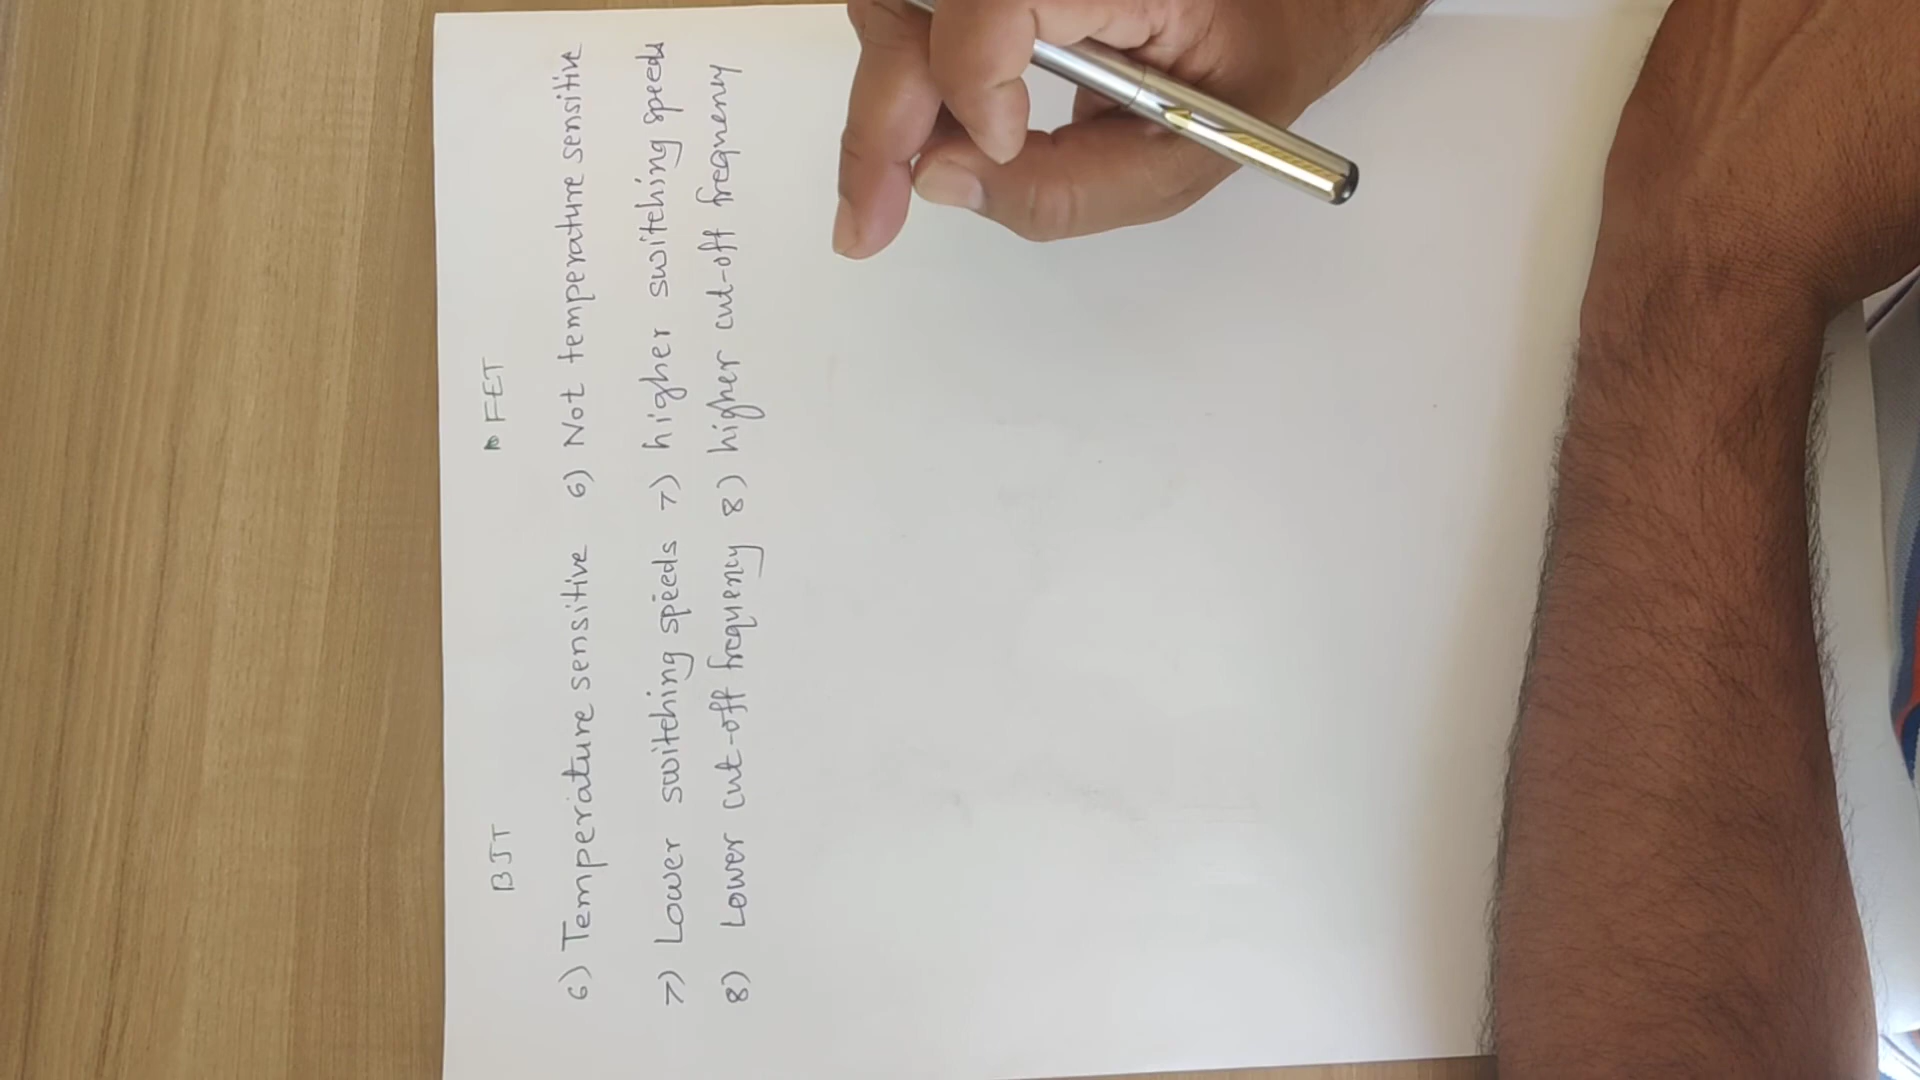 BJT FET
6) Temperature sensitive 6) Not temperature sensitive
7) Lower switching speeds 7) higher switching speeds
8) Lower cut-off frequency 8) higher cut-off frequency